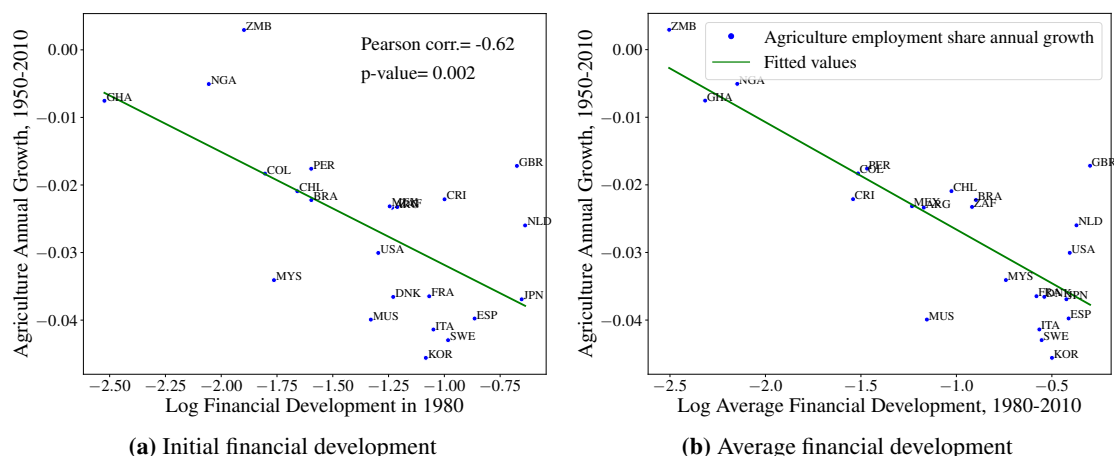 Agriculture Annual Growth, 1950-2010
0.00
−0.01
−0.02
−0.03
−0.04
ZMB
Pearson corr.= -0.62
p-value= 0.002
NGA
GHA
PER
COL
GBR
CHL
BRA
CRI
NLD
USA
MYS
DNK
FRA
JPN
MUS
ESP
ITA
SWE
KOR
−2.50 −2.25 −2.00 −1.75 −1.50 −1.25 −1.00 −0.75
Log Financial Development in 1980
(a) Initial financial development
Agriculture Annual Growth, 1950-2010
0.00
−0.01
−0.02
−0.03
−0.04
ZMB
Agriculture employment share annual growth
Fitted values
NGA
GHA
PER
COL
GBR
CHL
CRI
BRA
MEX
ARG
ZAF
NLD
USA
MYS
FRA
DNK
JPN
MUS
ESP
ITA
SWE
KOR
−2.5 −2.0 −1.5 −1.0 −0.5
Log Average Financial Development, 1980-2010
(b) Average financial development